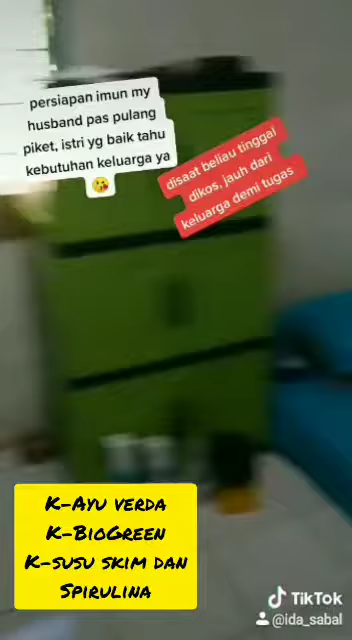 persiapan imun my
husband pas pulang
piket, istri yg baik tahu
kebutuhan keluarga ya
😘
disaat beliau tinggal
dikos, jauh dari
keluarga demi tugas
K-Ayu verda
K-BioGreen
K-susu skim dan
Spirulina
TikTok
@ida_sabal